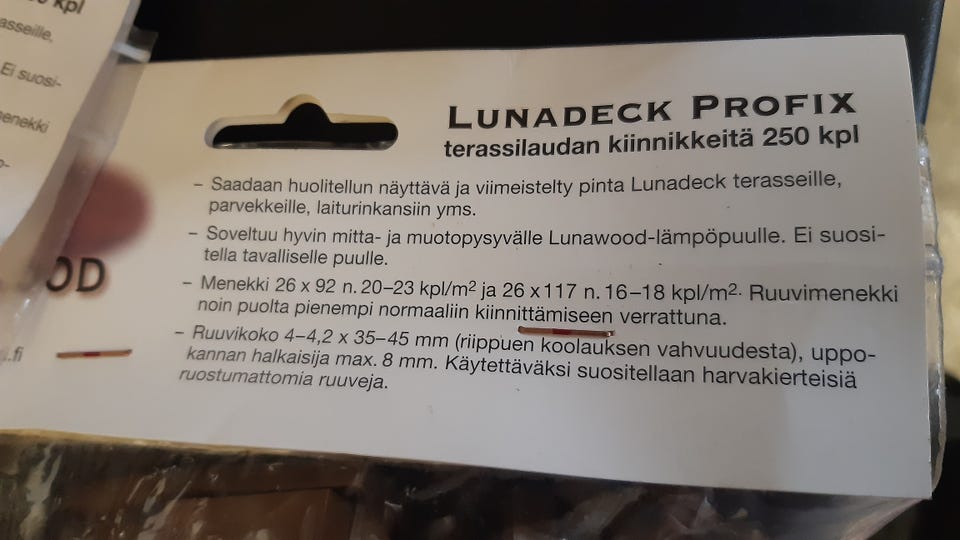 kpl
asseille,
Ei suosi-
enekki
LUNADECK PROFIX
terassilaudan kiinnikkeitä 250 kpl
– Saadaan huolitellun näyttävä ja viimeistelty pinta Lunadeck terasseille,
parvekkeille, laiturinkansiin yms.
– Soveltuu hyvin mitta- ja muotopysyvälle Lunawood-lämpöpuulle. Ei suosi-
tella tavalliselle puulle.
– Menekki 26 x 92 n. 20–23 kpl/m² ja 26 x 117 n. 16–18 kpl/m². Ruuvimenekki
noin puolta pienempi normaaliin kiinnittämiseen verrattuna.
– Ruuvikoko 4–4,2 x 35–45 mm (riippuen koolauksen vahvuudesta), uppo-
kannan halkaisija max. 8 mm. Käytettäväksi suositellaan harvakierteisiä
ruostumattomia ruuveja.
OD
.fi